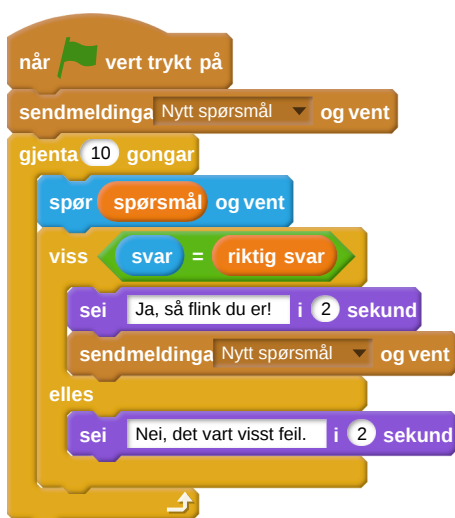 når vert trykt på
sendmeldinga Nytt spørsmål og vent
gjenta 10 gongar
spør spørsmål og vent
viss svar = riktig svar
sei Ja, så flink du er! i 2 sekund
sendmeldinga Nytt spørsmål og vent
elles
sei Nei, det vart visst feil. i 2 sekund